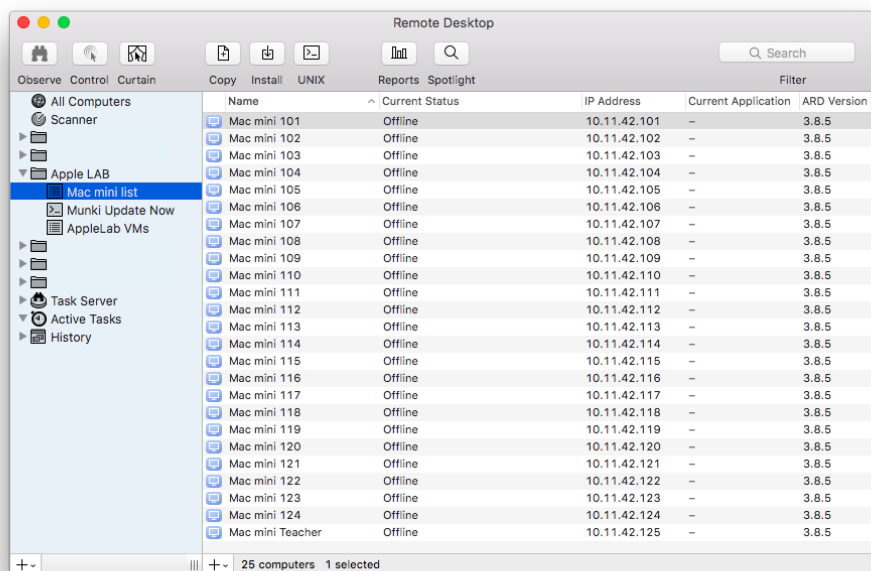 Remote Desktop
Observe Control Curtain Copy Install UNIX Reports Spotlight Search Filter
All Computers
Scanner
Apple LAB
Mac mini list
Munki Update Now
AppleLab VMs
Task Server
Active Tasks
History
Name Current Status IP Address Current Application ARD Version
Mac mini 101 Offline 10.11.42.101 – 3.8.5
Mac mini 102 Offline 10.11.42.102 – 3.8.5
Mac mini 103 Offline 10.11.42.103 – 3.8.5
Mac mini 104 Offline 10.11.42.104 – 3.8.5
Mac mini 105 Offline 10.11.42.105 – 3.8.5
Mac mini 106 Offline 10.11.42.106 – 3.8.5
Mac mini 107 Offline 10.11.42.107 – 3.8.5
Mac mini 108 Offline 10.11.42.108 – 3.8.5
Mac mini 109 Offline 10.11.42.109 – 3.8.5
Mac mini 110 Offline 10.11.42.110 – 3.8.5
Mac mini 111 Offline 10.11.42.111 – 3.8.5
Mac mini 112 Offline 10.11.42.112 – 3.8.5
Mac mini 113 Offline 10.11.42.113 – 3.8.5
Mac mini 114 Offline 10.11.42.114 – 3.8.5
Mac mini 115 Offline 10.11.42.115 – 3.8.5
Mac mini 116 Offline 10.11.42.116 – 3.8.5
Mac mini 117 Offline 10.11.42.117 – 3.8.5
Mac mini 118 Offline 10.11.42.118 – 3.8.5
Mac mini 119 Offline 10.11.42.119 – 3.8.5
Mac mini 120 Offline 10.11.42.120 – 3.8.5
Mac mini 121 Offline 10.11.42.121 – 3.8.5
Mac mini 122 Offline 10.11.42.122 – 3.8.5
Mac mini 123 Offline 10.11.42.123 – 3.8.5
Mac mini 124 Offline 10.11.42.124 – 3.8.5
Mac mini Teacher Offline 10.11.42.125 – 3.8.5
25 computers 1 selected